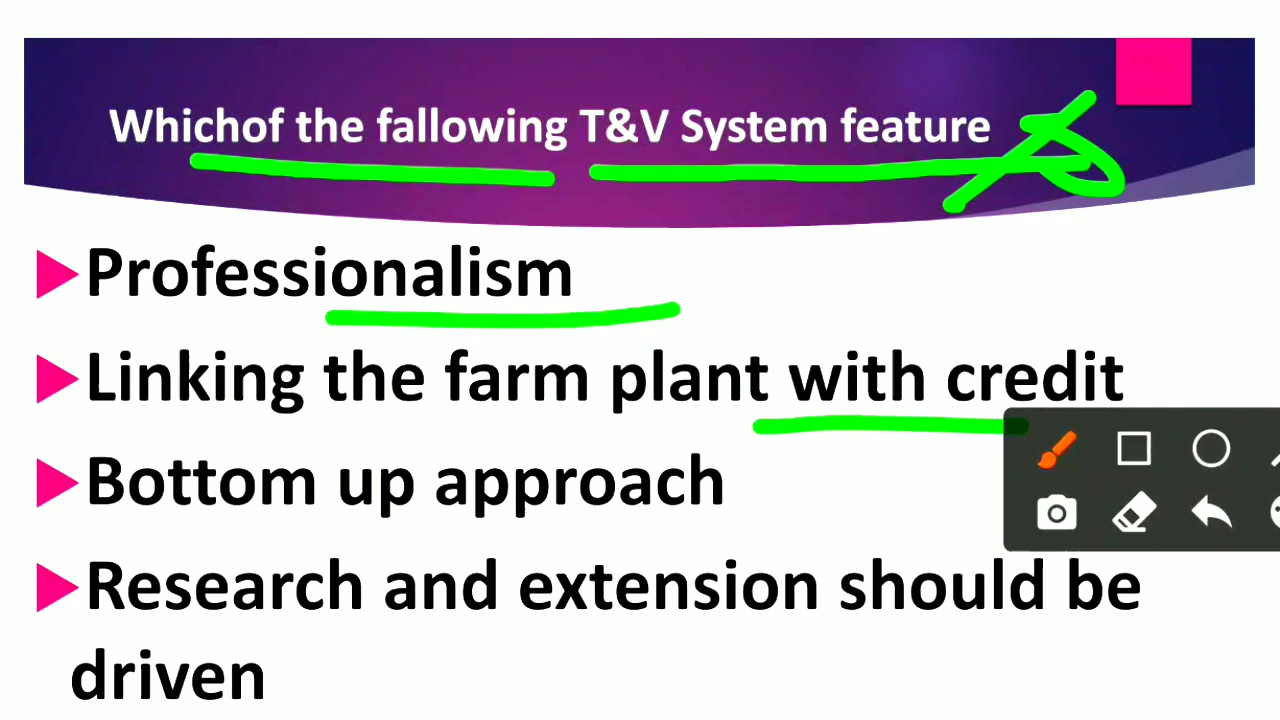 Whichof the fallowing T&V System feature
Professionalism
Linking the farm plant with credit
Bottom up approach
Research and extension should be
driven